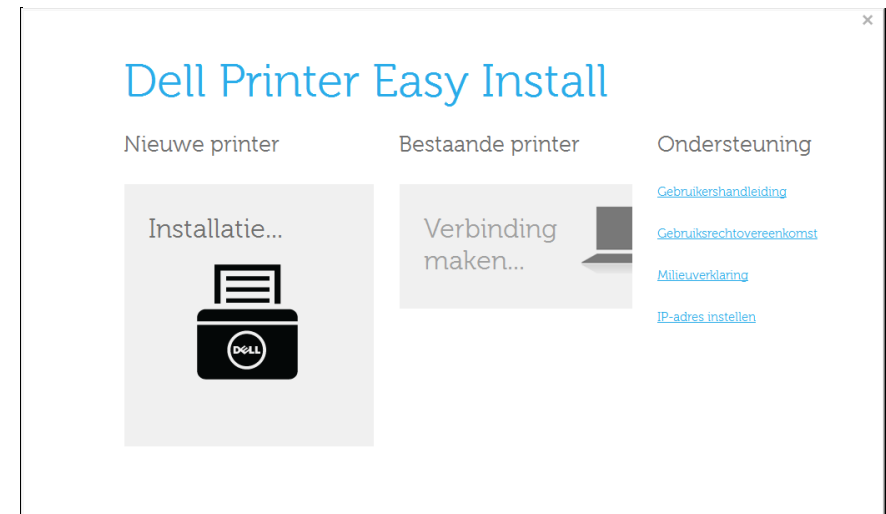 ×
Dell Printer Easy Install
Nieuwe printer
Installatie...
DELL
Bestaande printer
Verbinding
maken...
Ondersteuning
Gebruikershandleiding
Gebruiksrechtovereenkomst
Milieuverklaring
IP-adres instellen